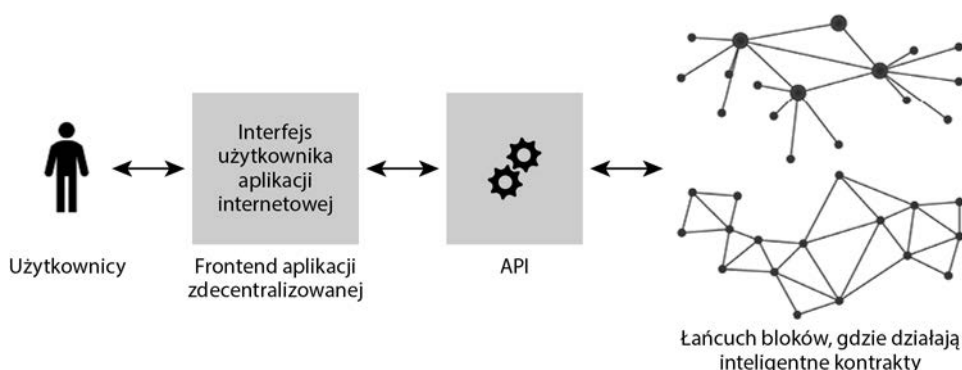 Interfejs
użytkownika
aplikacji
internetowej
Użytkownicy
Frontend aplikacji
zdecentralizowanej
API
Łańcuch bloków, gdzie działają
inteligentne kontrakty